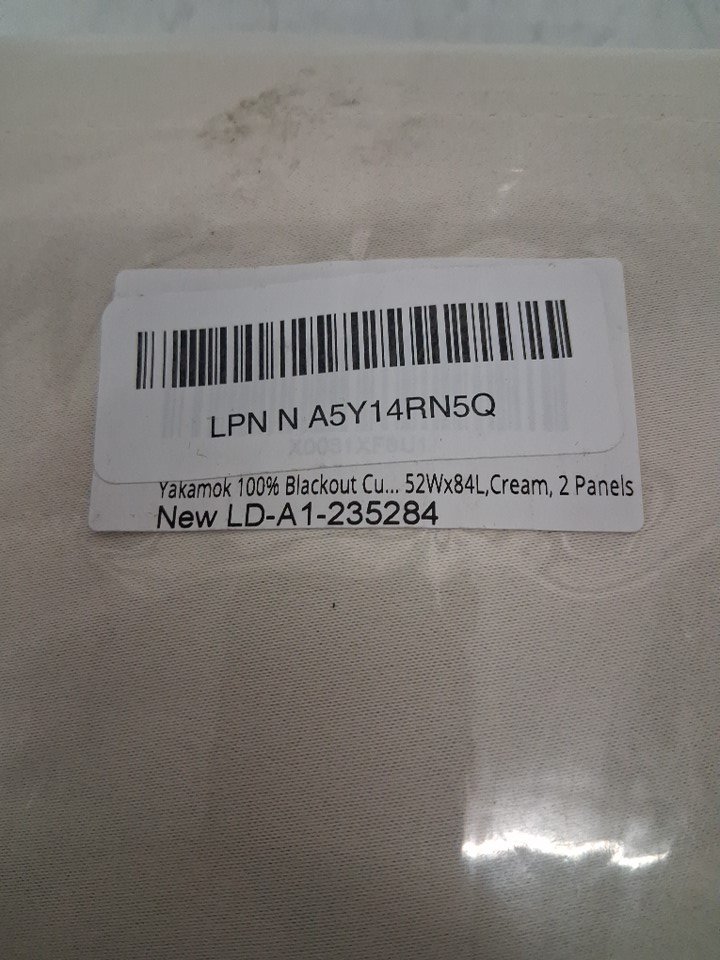 LPN N A5Y14RN5Q
Yakamok 100% Blackout Cu... 52Wx84L,Cream, 2 Panels
New LD-A1-235284